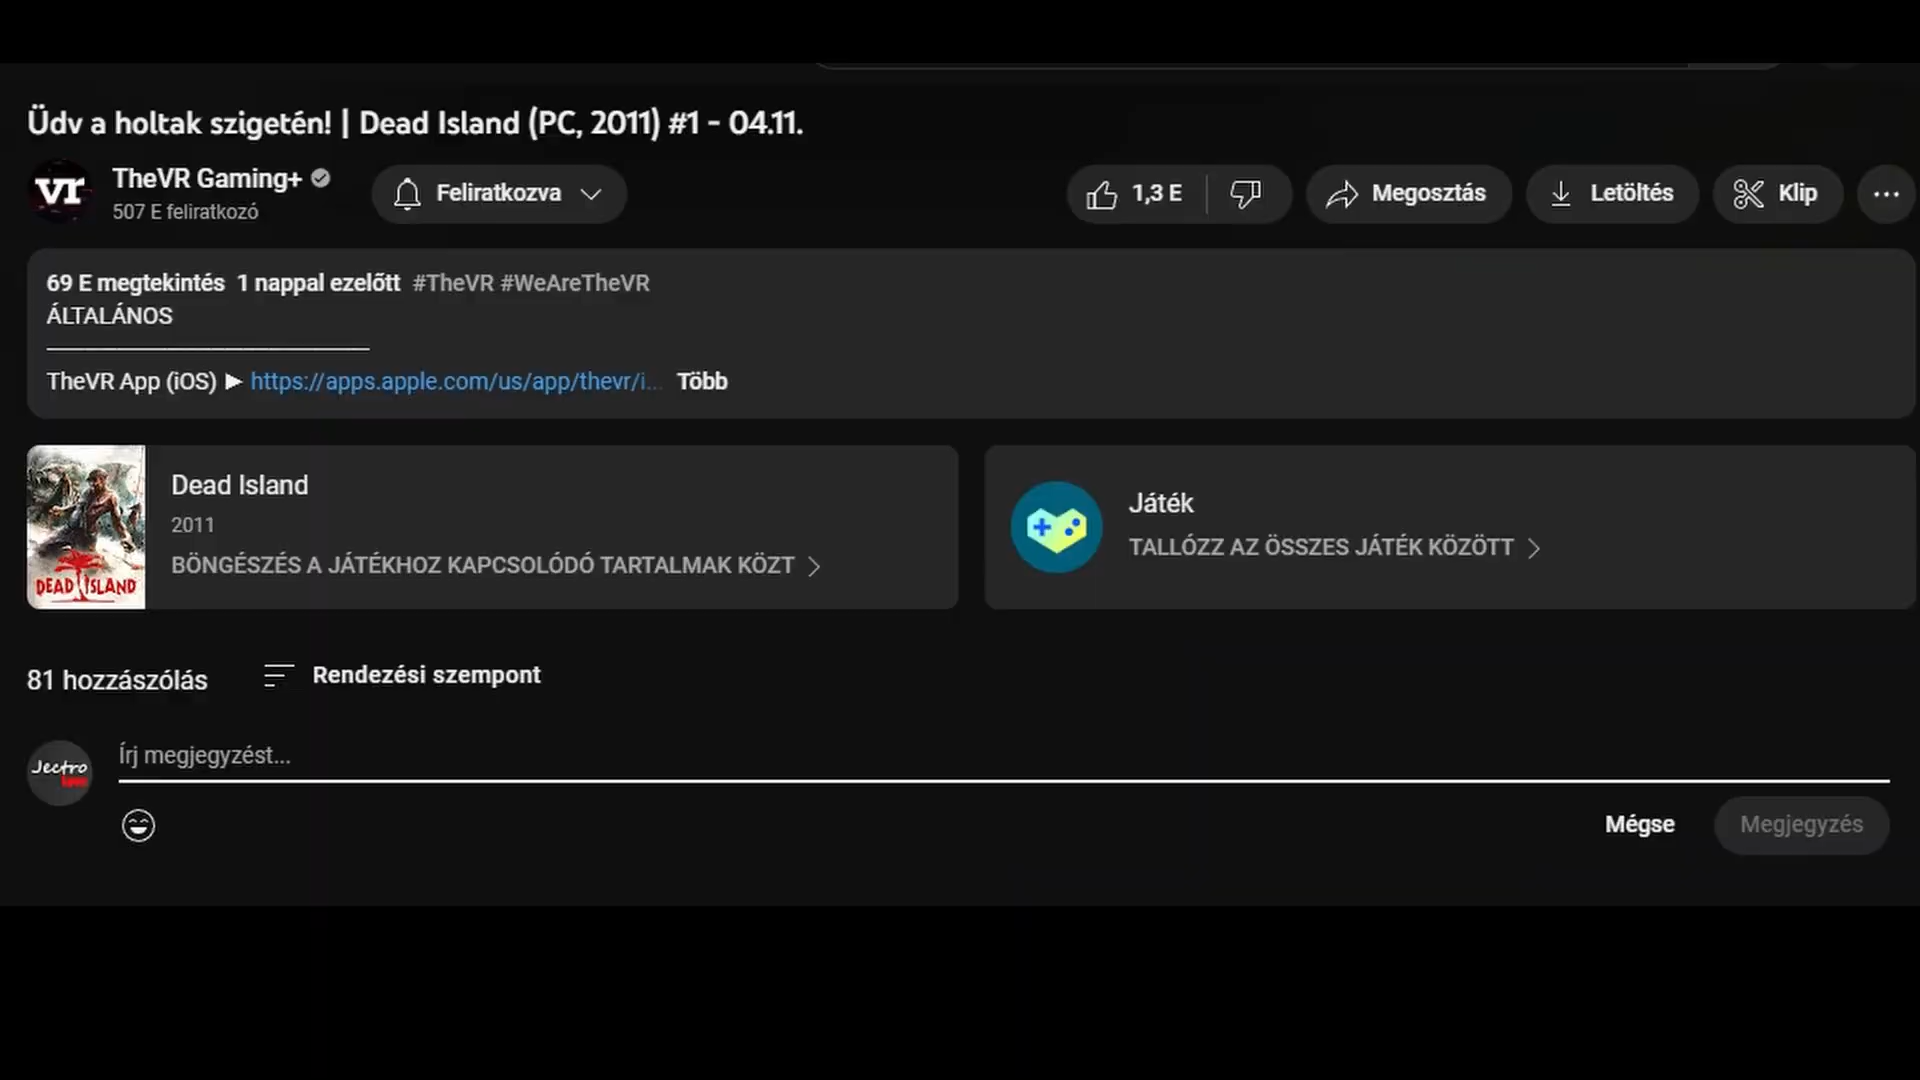 Üdv a holtak szigetén! | Dead Island (PC, 2011) #1 - 04.11.
vr
TheVR Gaming+
507 E feliratkozó
Feliratkozva
1,3 E
Megosztás
Letöltés
Klip
69 E megtekintés 1 nappal ezelőtt #TheVR #WeAreTheVR
ÁLTALÁNOS
TheVR App (iOS) ► https://apps.apple.com/us/app/thevr/i... Több
DEAD ISLAND
Dead Island
2011
BÖNGÉSZÉS A JÁTÉKHOZ KAPCSOLÓDÓ TARTALMAK KÖZT
Játék
TALLÓZZ AZ ÖSSZES JÁTÉK KÖZÖTT
81 hozzászólás
Rendezési szempont
Jectro
Írj megjegyzést...
Mégse
Megjegyzés